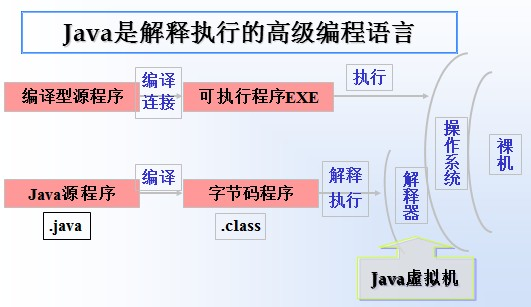 Java是解释执行的高级编程语言
编译型源程序
编译
连接
可执行程序EXE
执行
操作系统
裸机
Java源程序
编译
字节码程序
解释
执行
解释器
.java
.class
Java虚拟机